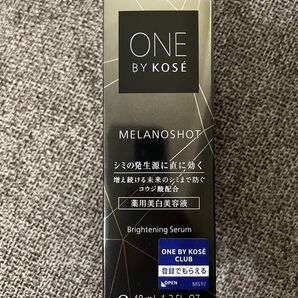 ONE
BY KOSÉ
MELANOSHOT
シミの発生源に直に効く
増え続ける未来のシミまで防ぐ
コウジ酸配合
薬用美白美容液
Brightening Serum
ONE BY KOSÉ
CLUB
登録でもらえる
OPEN
40mL 1.3 FL.OZ.